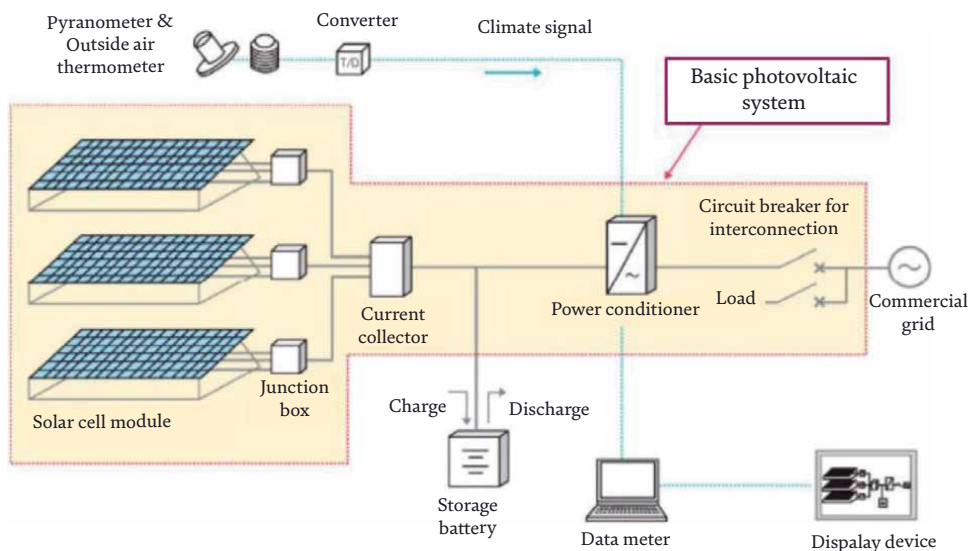 Pyranometer &
Outside air
thermometer
Converter
T/D
Climate signal
Basic photovoltaic
system
Circuit breaker for
interconnection
Load
Commercial
grid
Power conditioner
Current
collector
Junction
box
Solar cell module
Charge
Discharge
Storage
battery
Data meter
Dispalay device